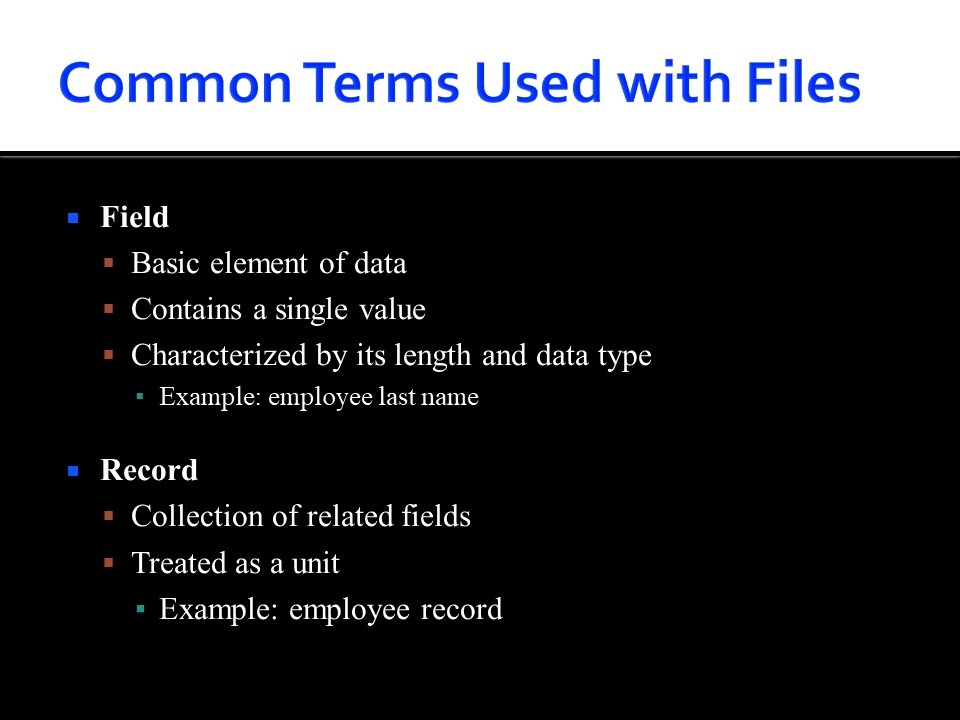 Common Terms Used with Files
Field
Basic element of data
Contains a single value
Characterized by its length and data type
Example: employee last name
Record
Collection of related fields
Treated as a unit
Example: employee record